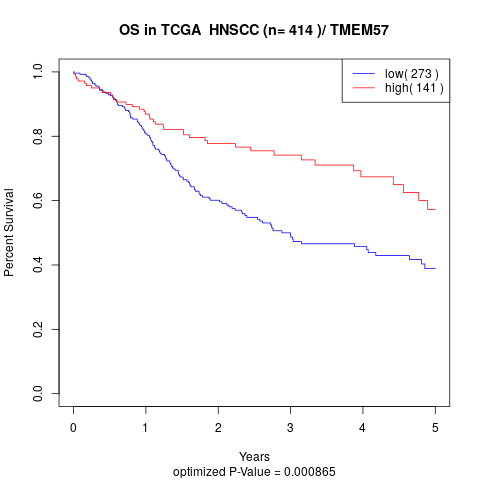 OS in TCGA HNSCC (n= 414 )/ TMEM57
low( 273 )
high( 141 )
Percent Survival
1.0
0.8
0.6
0.4
0.2
0.0
0 1 2 3 4 5
Years
optimized P-Value = 0.000865